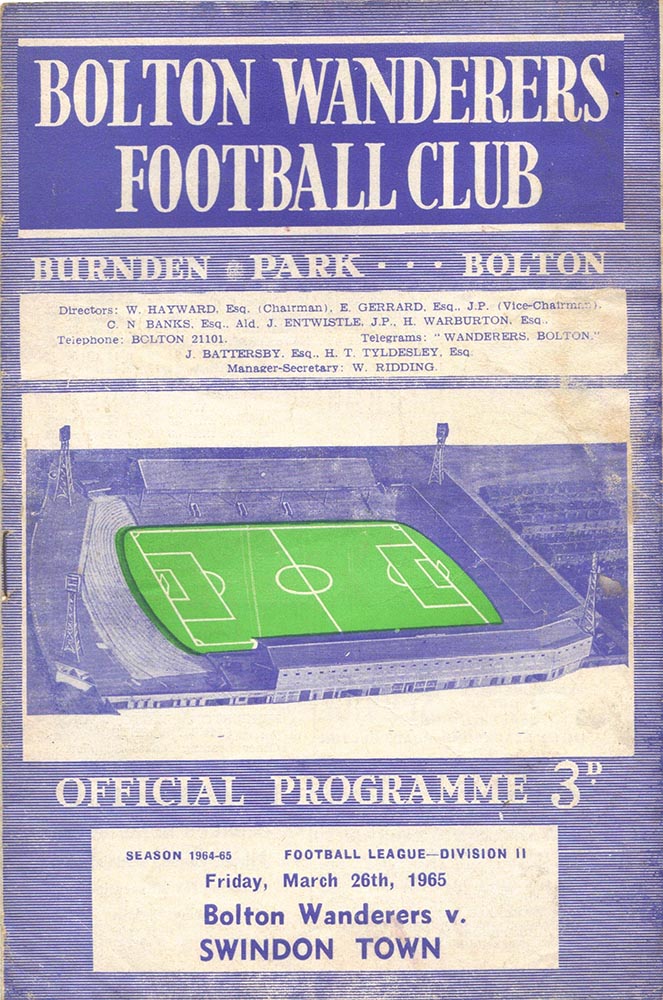 BOLTON WANDERERS
FOOTBALL CLUB
BURNDEN PARK . . . BOLTON
Directors: W. HAYWARD, Esq. (Chairman), E. GERRARD, Esq., J.P. (Vice-Chairman),
C. N BANKS, Esq., Ald. J. ENTWISTLE, J.P., H. WARBURTON, Esq.,
Telephone: BOLTON 21101. Telegrams: "WANDERERS, BOLTON."
J. BATTERSBY, Esq., H. T. TYLDESLEY, Esq.
Manager-Secretary: W. RIDDING.
OFFICIAL PROGRAMME 3D.
SEASON 1964-65 FOOTBALL LEAGUE—DIVISION II
Friday, March 26th, 1965
Bolton Wanderers v.
SWINDON TOWN